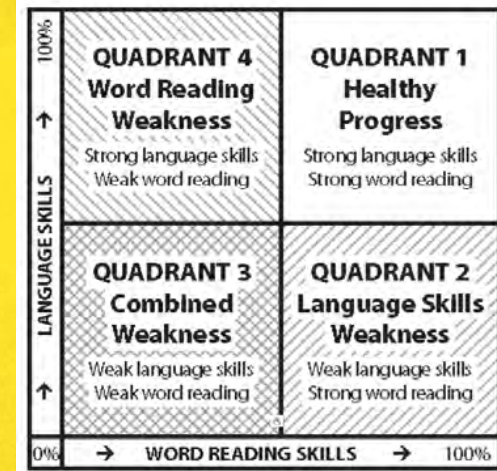 100%
LANGUAGE SKILLS
QUADRANT 4
Word Reading
Weakness
Strong language skills
Weak word reading
QUADRANT 1
Healthy
Progress
Strong language skills
Strong word reading
QUADRANT 3
Combined
Weakness
Weak language skills
Weak word reading
QUADRANT 2
Language Skills
Weakness
Weak language skills
Strong word reading
0% → WORD READING SKILLS → 100%